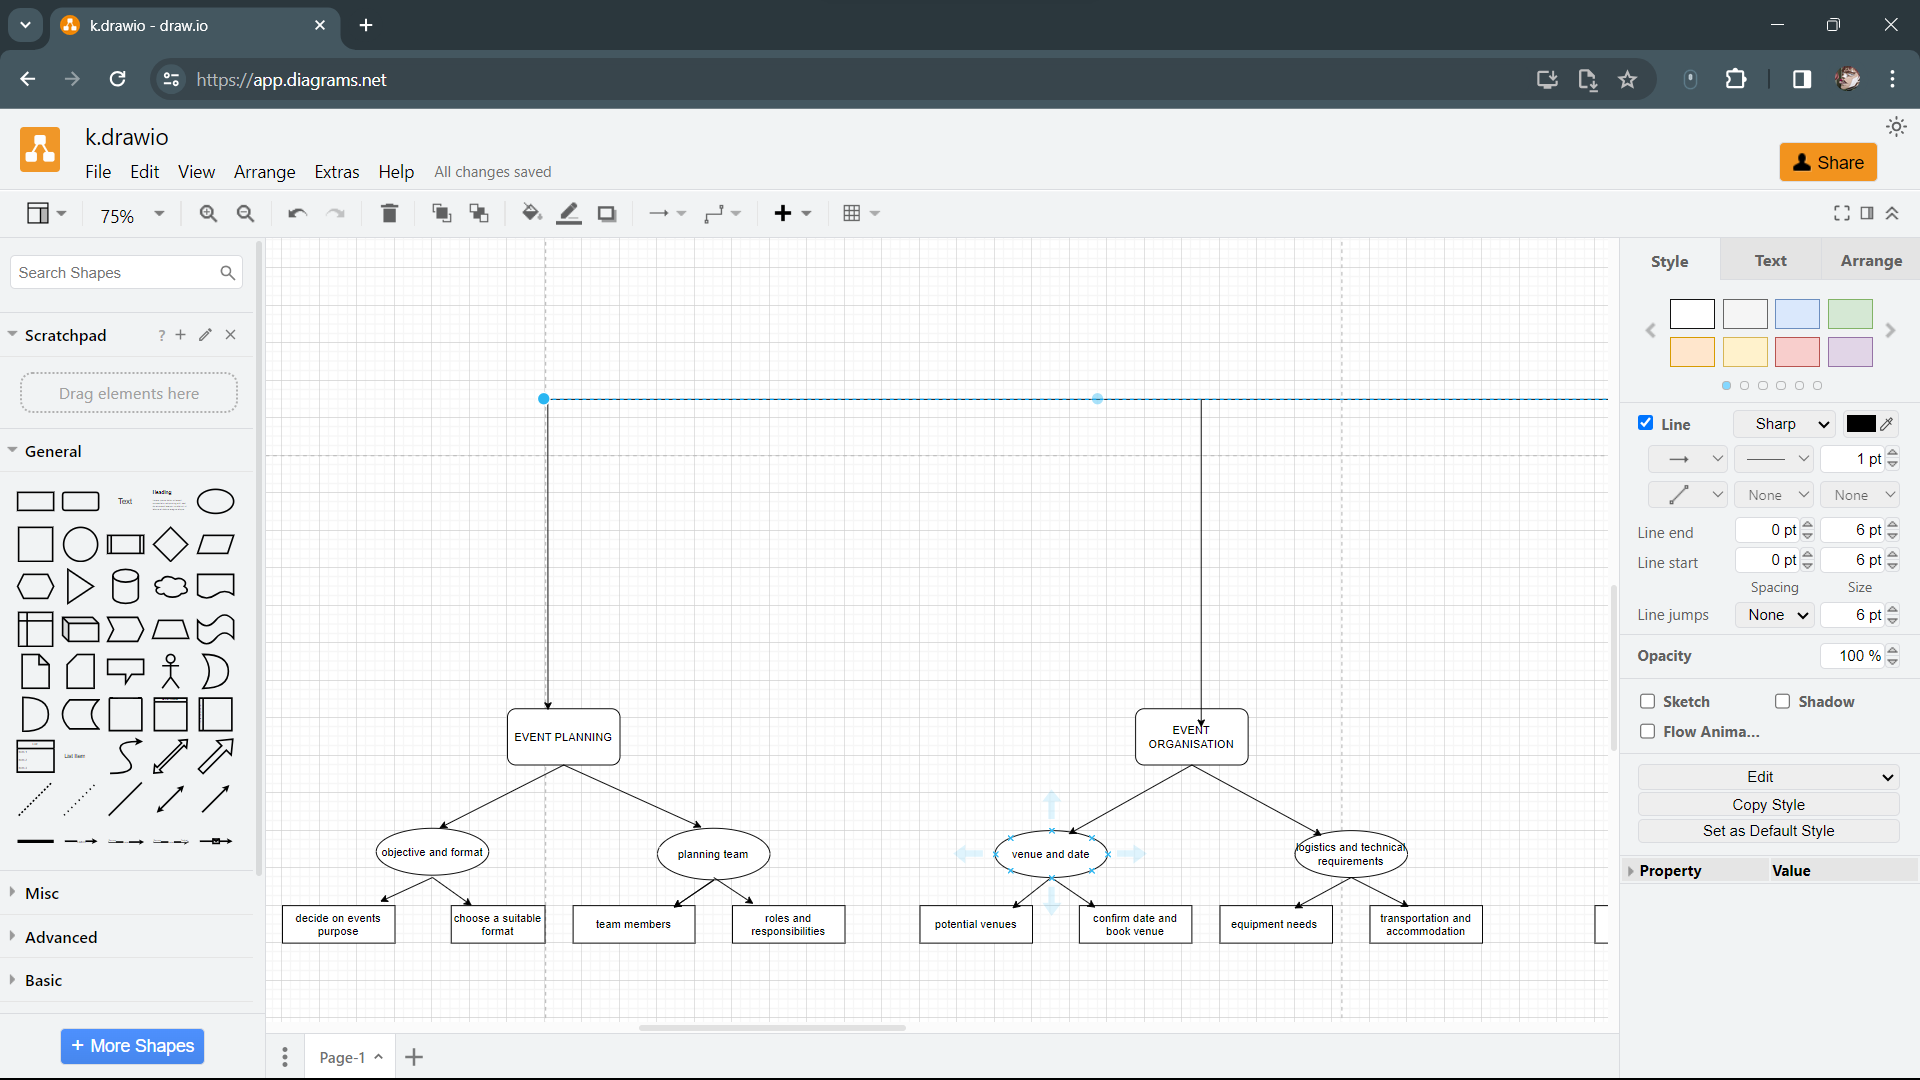 k.drawio - draw.io
https://app.diagrams.net
k.drawio
File Edit View Arrange Extras Help All changes saved
Share
75%
Search Shapes
Scratchpad ?
Drag elements here
General
Text
Heading
List Item
Misc
Advanced
Basic
+ More Shapes
EVENT PLANNING
EVENT
ORGANISATION
objective and format
planning team
venue and date
logistics and technical
requirements
decide on events
purpose
choose a suitable
format
team members
roles and
responsibilities
potential venues
confirm date and
book venue
equipment needs
transportation and
accommodation
Page-1
Style Text Arrange
Line Sharp
1 pt
None None
Line end 0 pt 6 pt
Line start 0 pt 6 pt
Spacing Size
Line jumps None 6 pt
Opacity 100 %
Sketch Shadow
Flow Anima...
Edit
Copy Style
Set as Default Style
Property Value